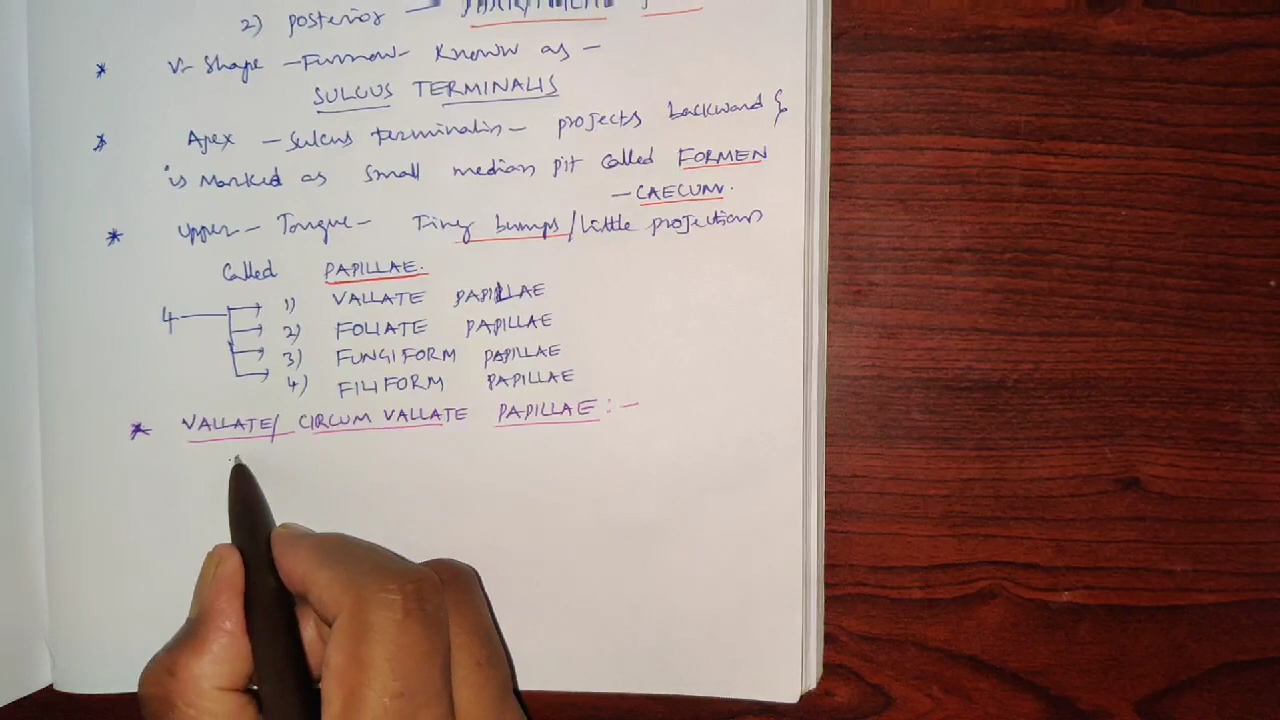 2) posterior
* V- Shape - Furrow- Known as -
SULCUS TERMINALIS
* Apex - Sulcus terminalis - projects backward &
is Marked as Small median pit called FORMEN
- CAECUM.
* Upper - Tongue - Tiny bumps / Little projections
Called PAPILLAE.
4 1) VALLATE PAPILLAE
2) FOLIATE PAPILLAE
3) FUNGIFORM PAPILLAE
4) FILIFORM PAPILLAE
* VALLATE/ CIRCUM VALLATE PAPILLAE :-